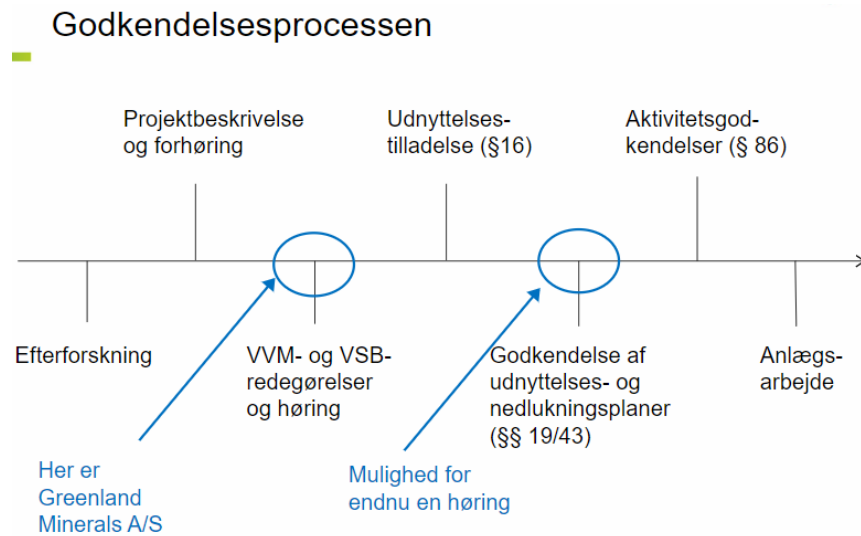 Godkendelsesprocessen
Projektbeskrivelse
og forhøring
Udnyttelses-
tilladelse (§16)
Aktivitetsgod-
kendelser (§ 86)
Efterforskning
VVM- og VSB-
redegørelser
og høring
Godkendelse af
udnyttelses- og
nedlukningsplaner
(§§ 19/43)
Anlægs-
arbejde
Her er
Greenland
Minerals A/S
Mulighed for
endnu en høring